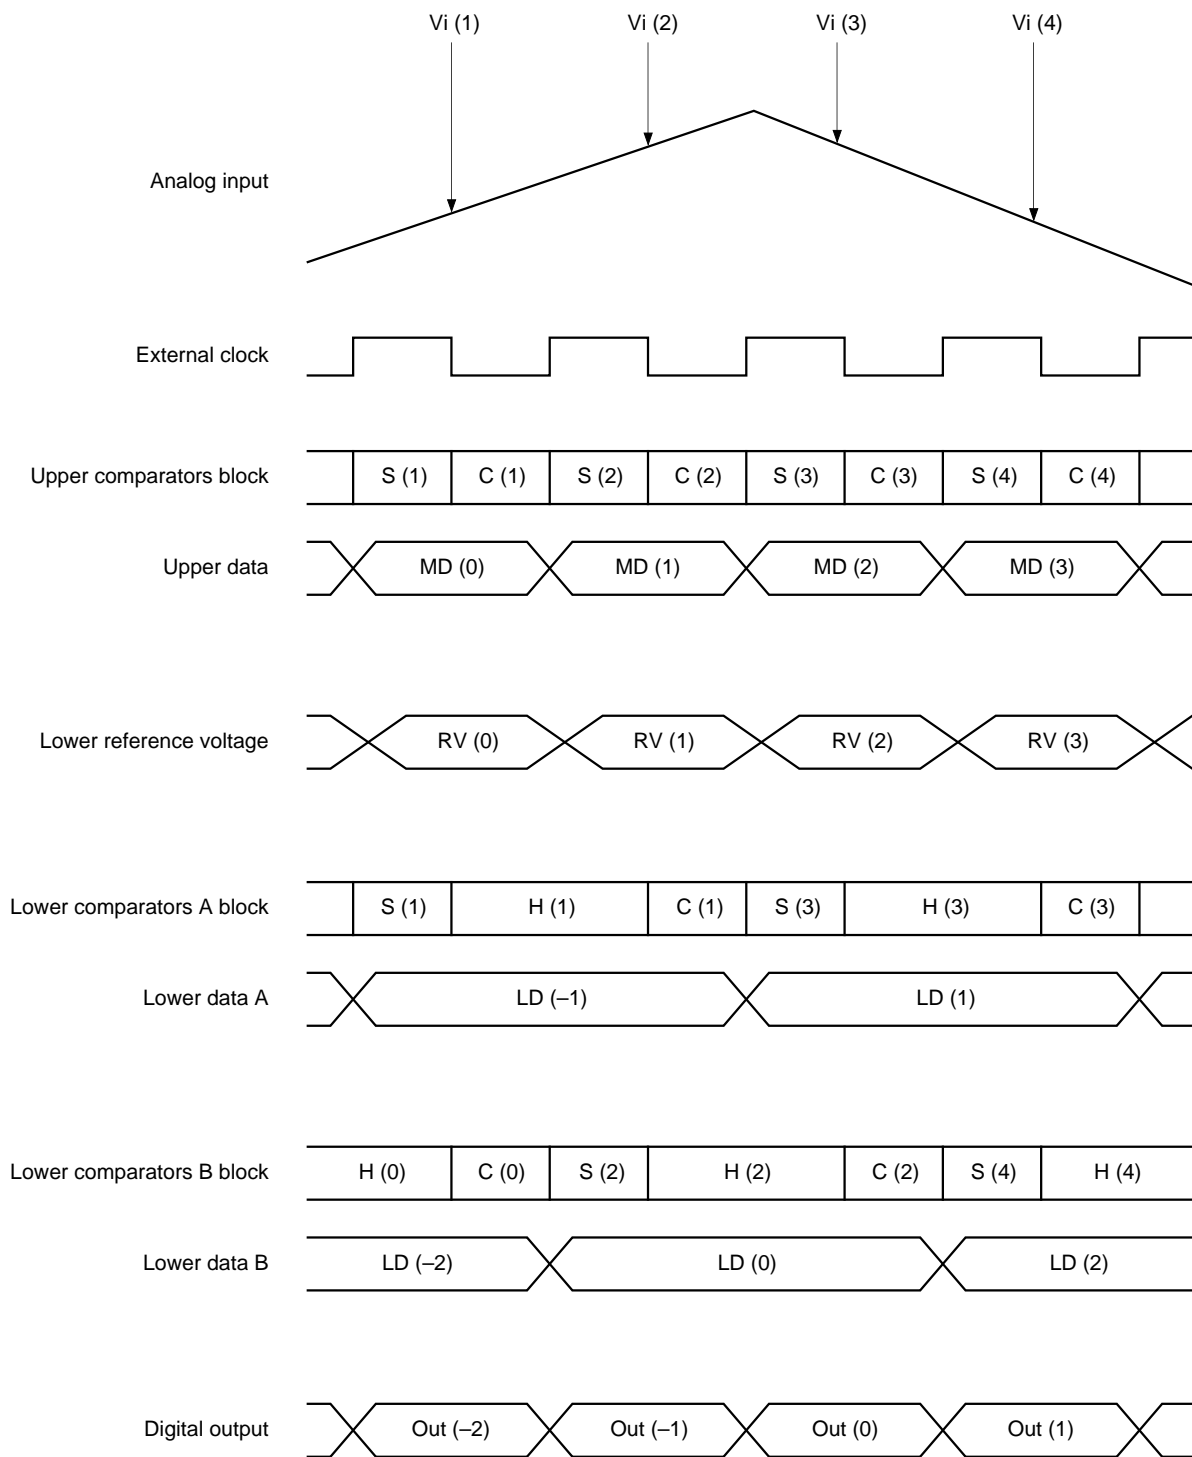 Vi (1) Vi (2) Vi (3) Vi (4)
Analog input
External clock
Upper comparators block S (1) C (1) S (2) C (2) S (3) C (3) S (4) C (4)
Upper data MD (0) MD (1) MD (2) MD (3)
Lower reference voltage RV (0) RV (1) RV (2) RV (3)
Lower comparators A block S (1) H (1) C (1) S (3) H (3) C (3)
Lower data A LD (–1) LD (1)
Lower comparators B block H (0) C (0) S (2) H (2) C (2) S (4) H (4)
Lower data B LD (–2) LD (0) LD (2)
Digital output Out (–2) Out (–1) Out (0) Out (1)